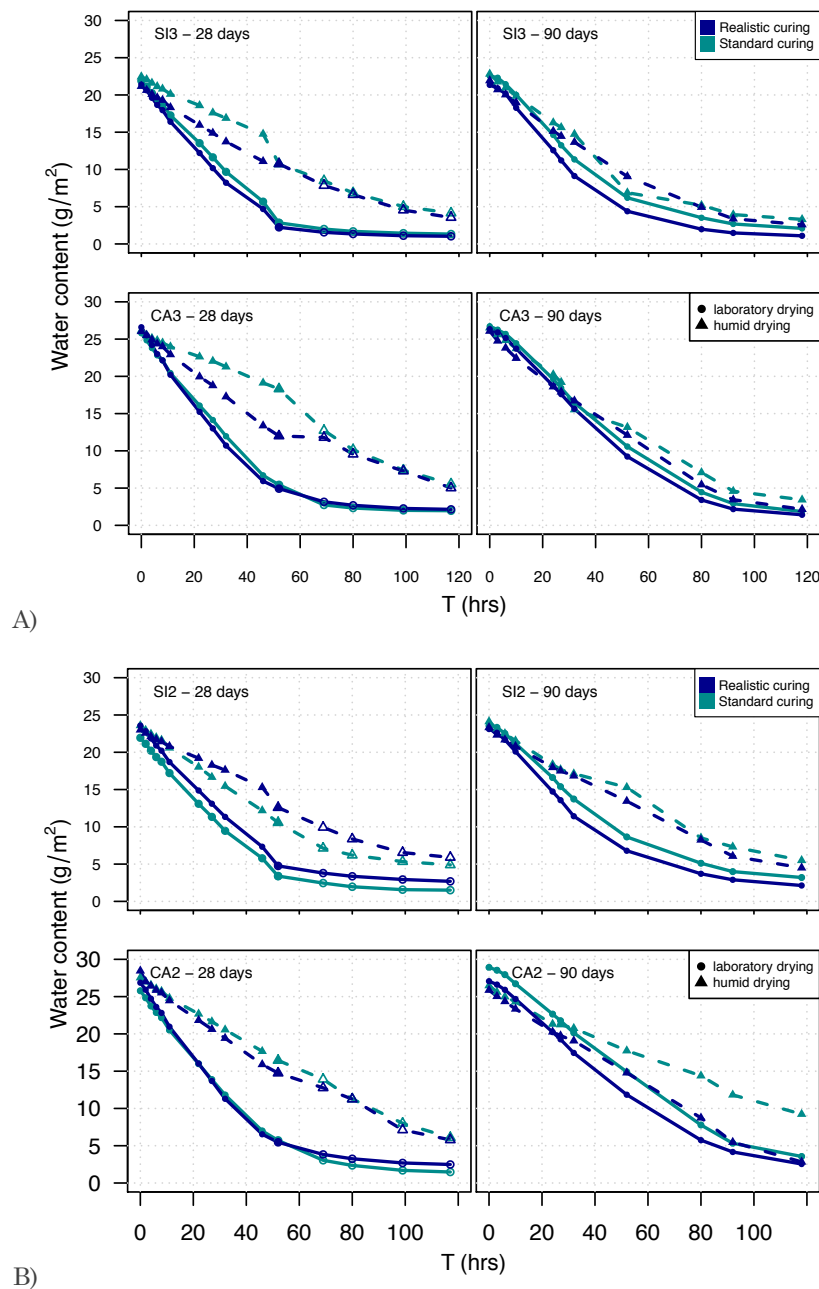 SI3 − 28 days
SI3 − 90 days
Realistic curing
Standard curing
30
25
20
15
10
5
0
Water content (g/m²)
CA3 − 28 days
CA3 − 90 days
laboratory drying
humid drying
30
25
20
15
10
5
0
0 20 40 60 80 100 120
0 20 40 60 80 100 120
T (hrs)
A)
SI2 − 28 days
SI2 − 90 days
Realistic curing
Standard curing
30
25
20
15
10
5
0
Water content (g/m²)
CA2 − 28 days
CA2 − 90 days
laboratory drying
humid drying
30
25
20
15
10
5
0
0 20 40 60 80 100
0 20 40 60 80 100
T (hrs)
B)